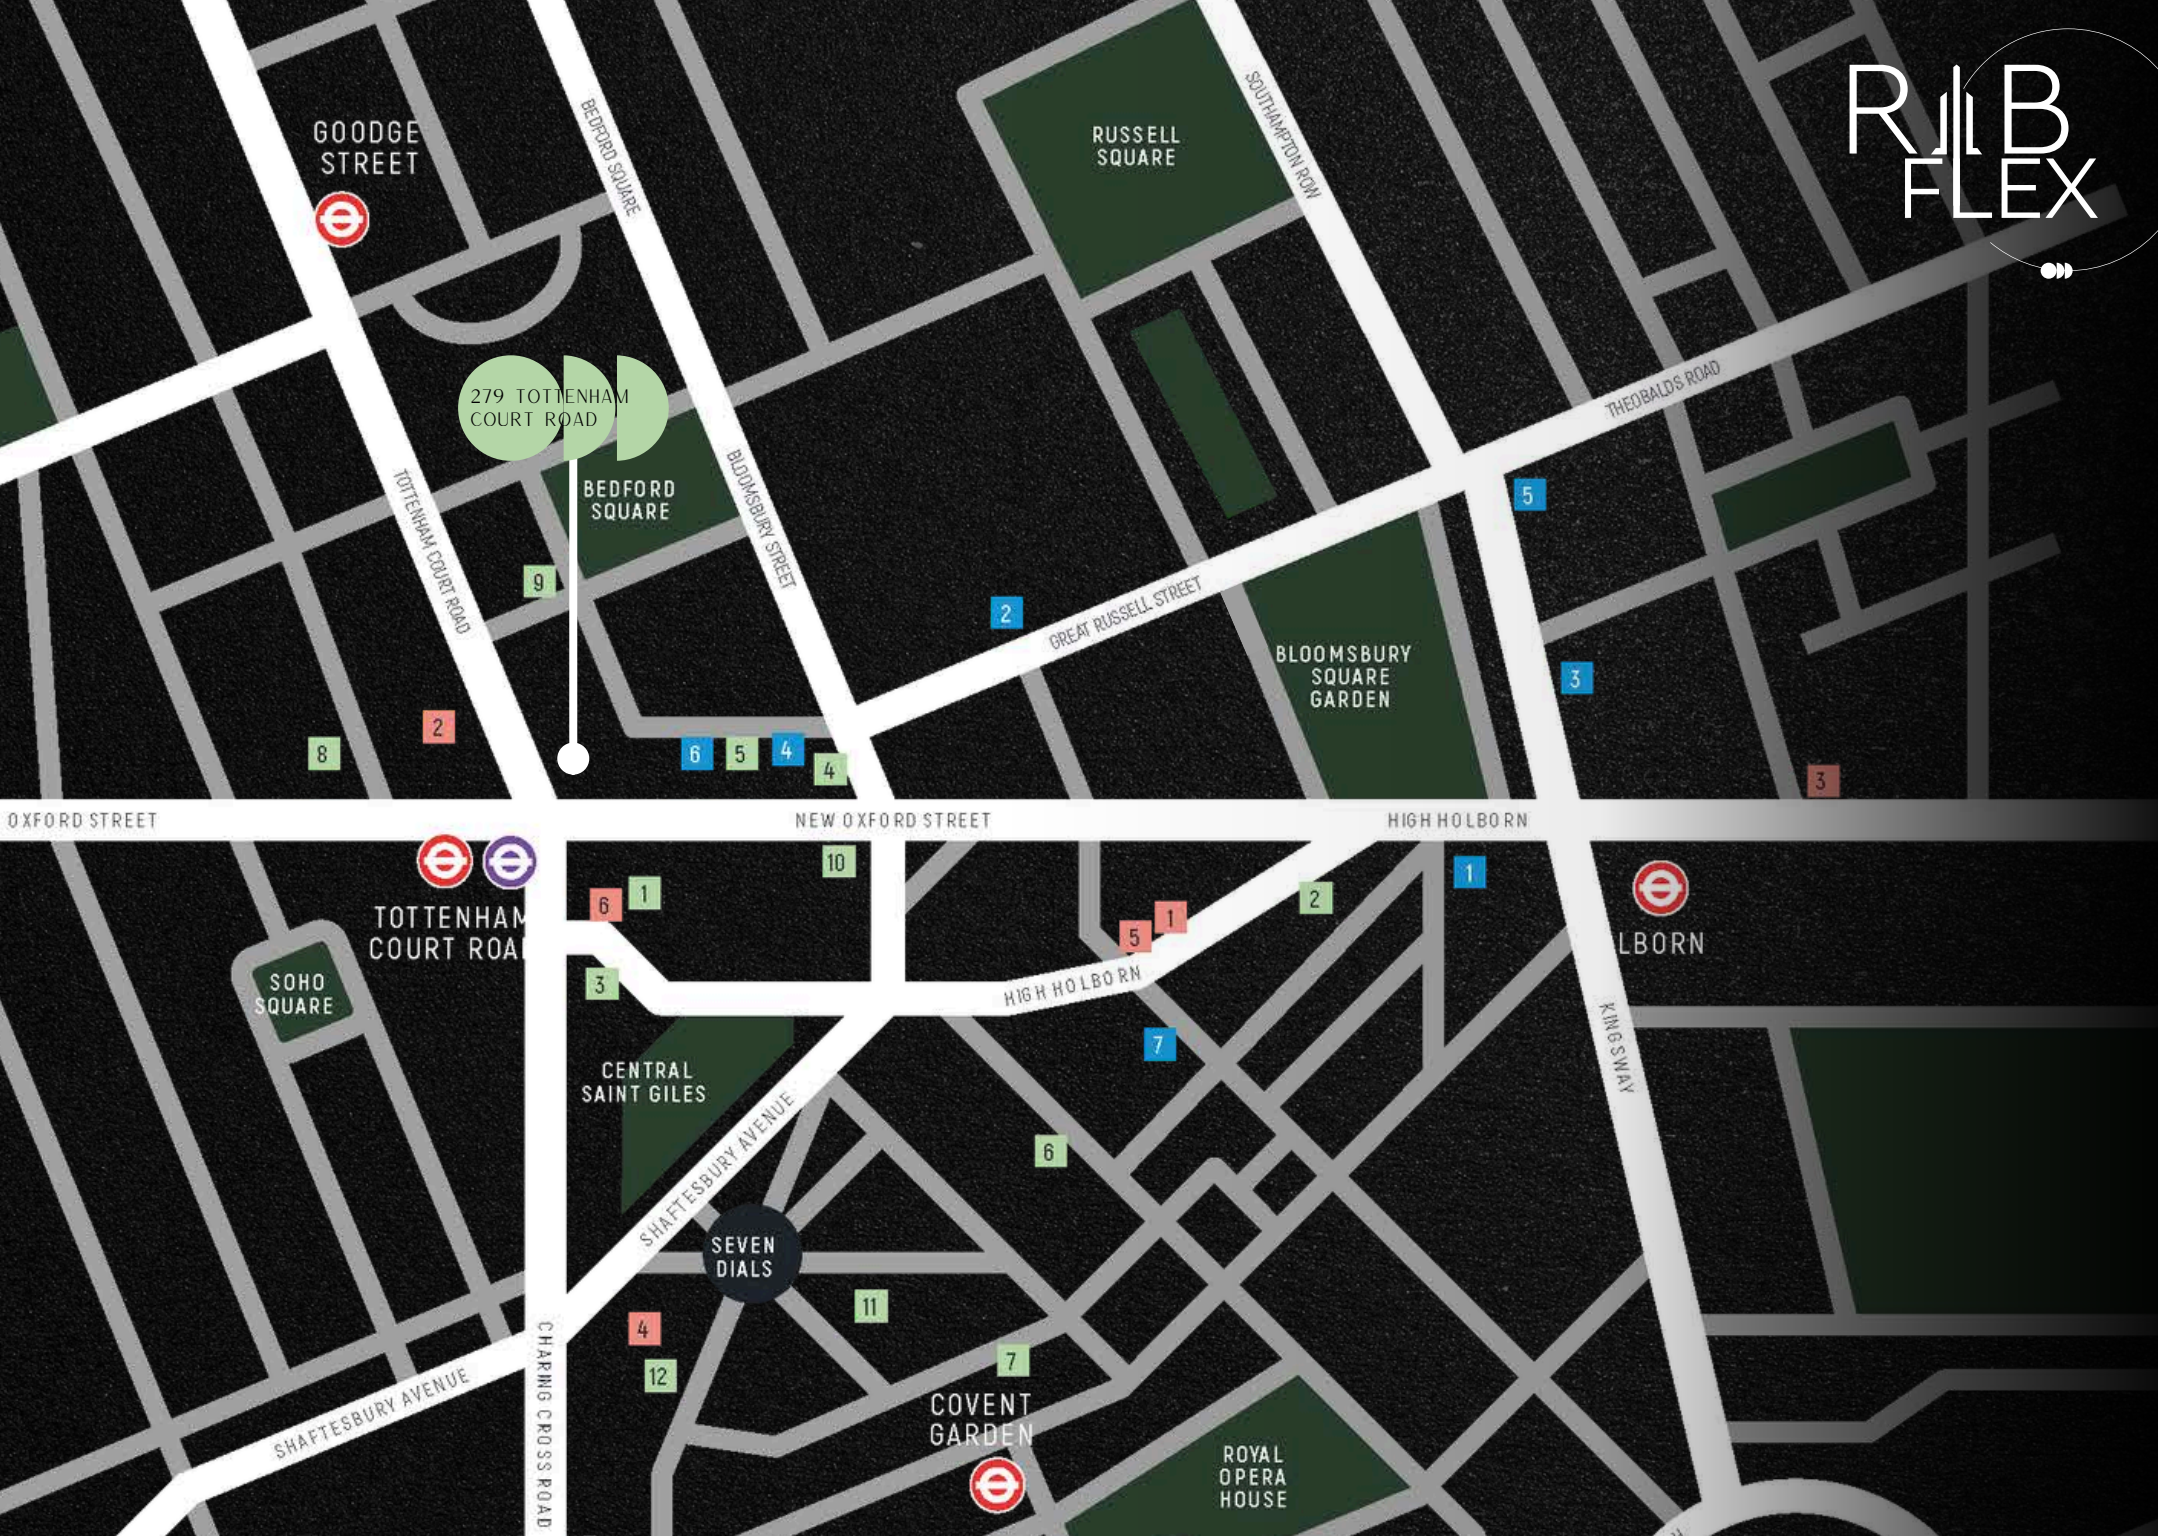 R B
FLEX
GOODGE
STREET
BEDFORD SQUARE
RUSSELL
SQUARE
SOUTHAMPTON ROW
THEOBALDS ROAD
279 TOTTENHAM
COURT ROAD
TOTTENHAM COURT ROAD
BEDFORD
SQUARE
BLOOMSBURY STREET
5
9
2
GREAT RUSSELL STREET
BLOOMSBURY
SQUARE
GARDEN
3
2
8
6
5
4
4
3
OXFORD STREET
NEW OXFORD STREET
HIGH HOLBORN
10
1
6
1
2
1
5
TOTTENHAM
COURT ROA
LBORN
SOHO
SQUARE
3
HIGH HOLBORN
KINGSWAY
7
CENTRAL
SAINT GILES
SHAFTESBURY AVENUE
6
SEVEN
DIALS
11
4
12
7
SHAFTESBURY AVENUE
CHARING CROSS ROAD
COVENT
GARDEN
ROYAL
OPERA
HOUSE